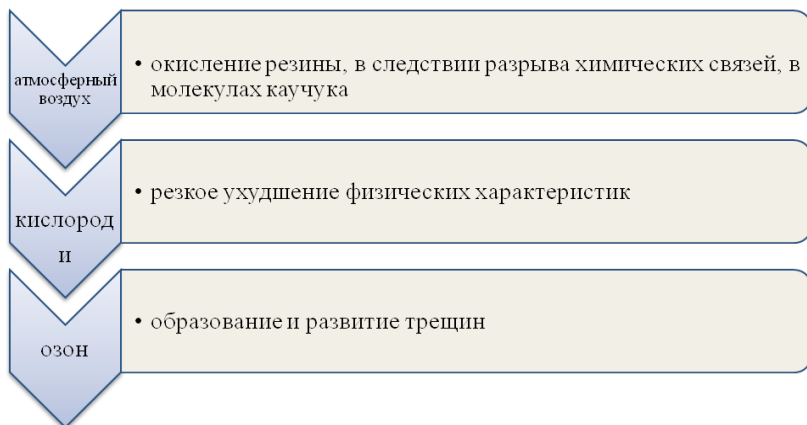 атмосферный
воздух
• окисление резины, в следствии разрыва химических связей, в
молекулах каучука
кислород
и
• резкое ухудшение физических характеристик
озон
• образование и развитие трещин